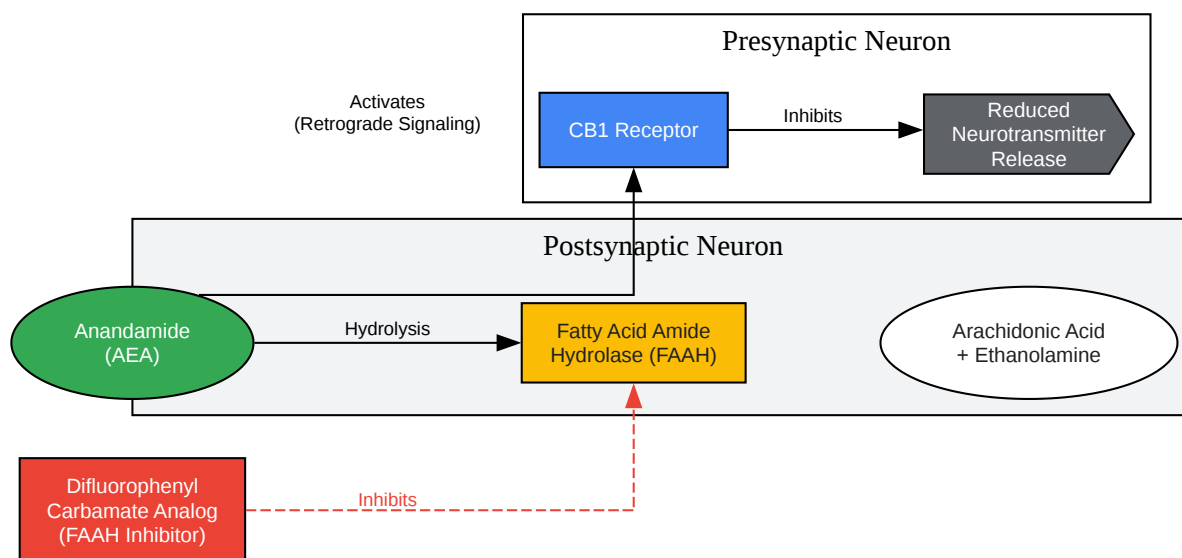 Presynaptic Neuron
Activates
(Retrograde Signaling)
CB1 Receptor
Inhibits
Reduced
Neurotransmitter
Release
Postsynaptic Neuron
Anandamide
(AEA)
Hydrolysis
Fatty Acid Amide
Hydrolase (FAAH)
Arachidonic Acid
+ Ethanolamine
Difluorophenyl
Carbamate Analog
(FAAH Inhibitor)
Inhibits